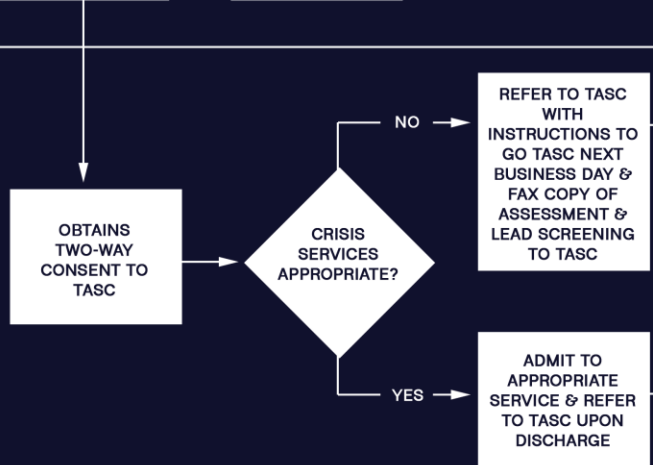 OBTAINS
TWO-WAY
CONSENT TO
TASC
CRISIS
SERVICES
APPROPRIATE?
NO
REFER TO TASC
WITH
INSTRUCTIONS TO
GO TASC NEXT
BUSINESS DAY &
FAX COPY OF
ASSESSMENT &
LEAD SCREENING
TO TASC
YES
ADMIT TO
APPROPRIATE
SERVICE & REFER
TO TASC UPON
DISCHARGE